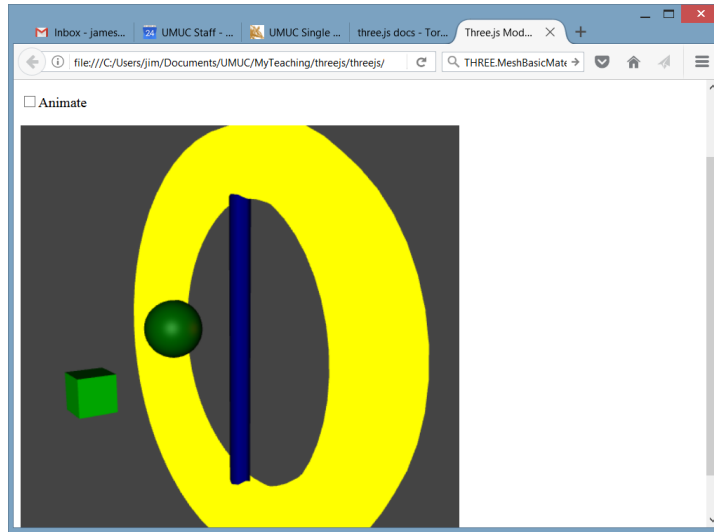 Inbox - james...
24
UMUC Staff - ...
UMUC Single ...
three.js docs - Tor...
Three.js Mod...
file:///C:/Users/jim/Documents/UMUC/MyTeaching/threejs/threejs/
THREE.MeshBasicMate
Animate